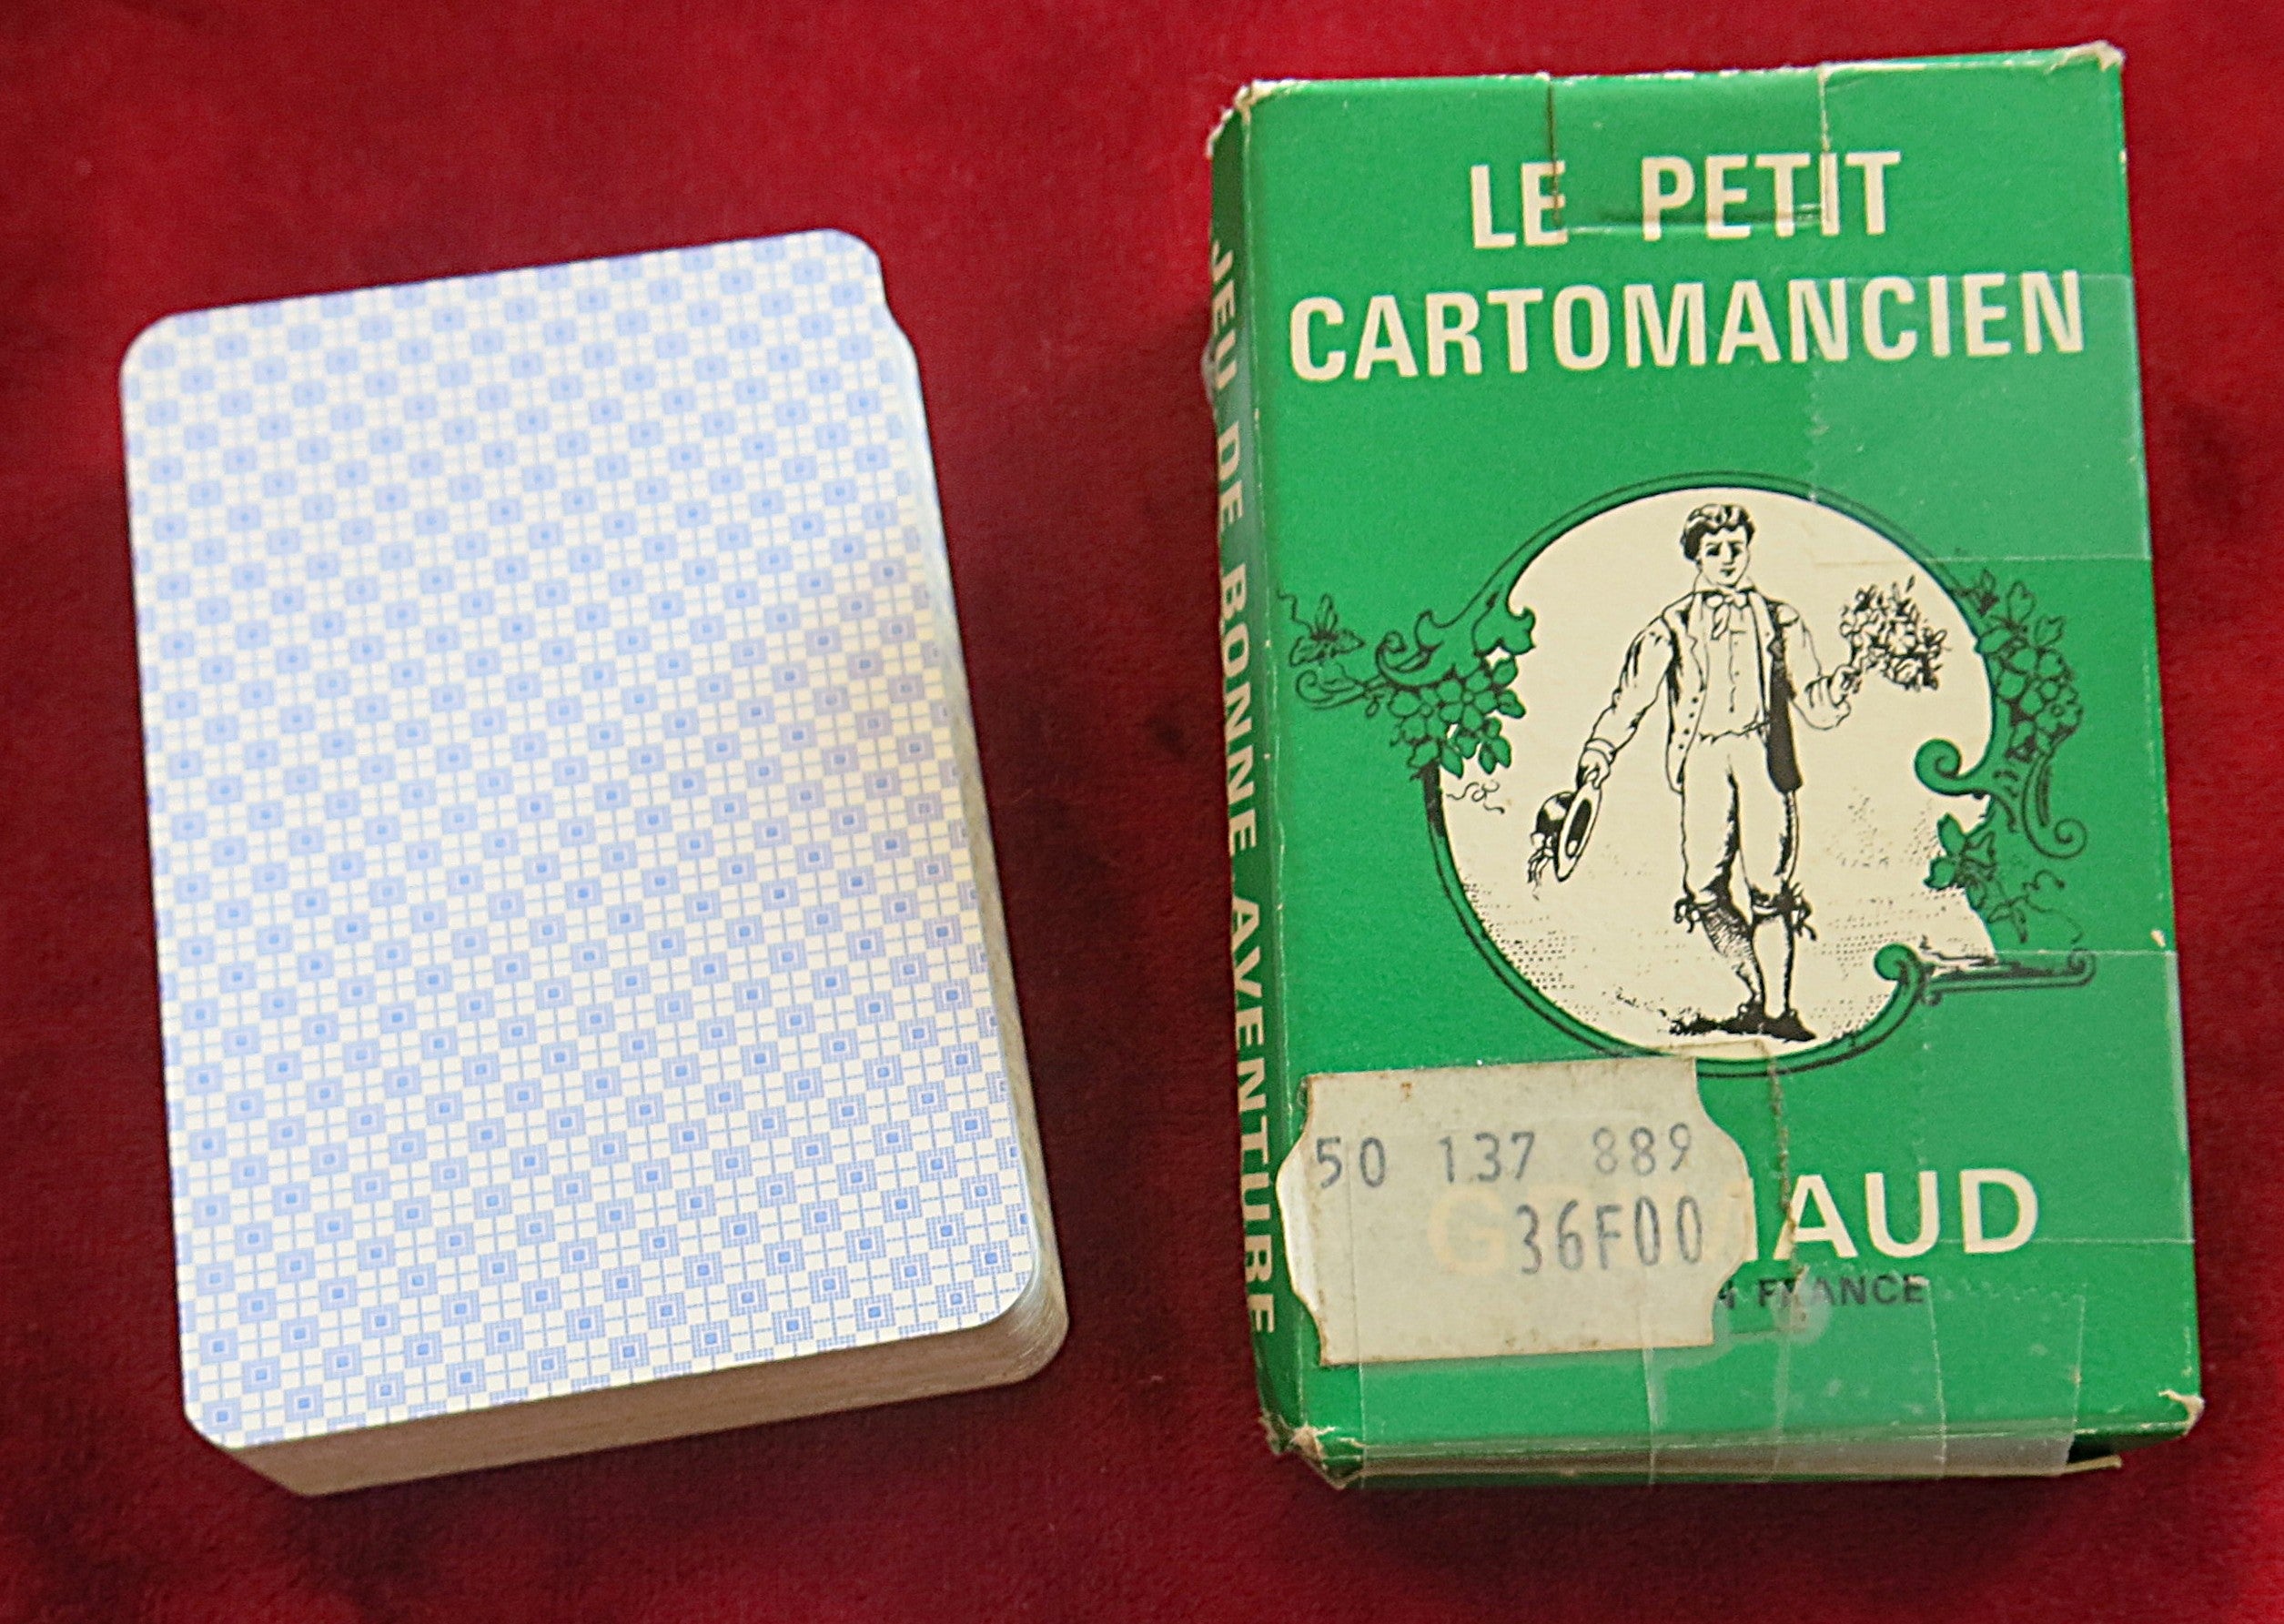 LE PETIT
CARTOMANCIEN
JEU DE BONNE AVENTURE
50 137 889
36F00
AUD
FRANCE